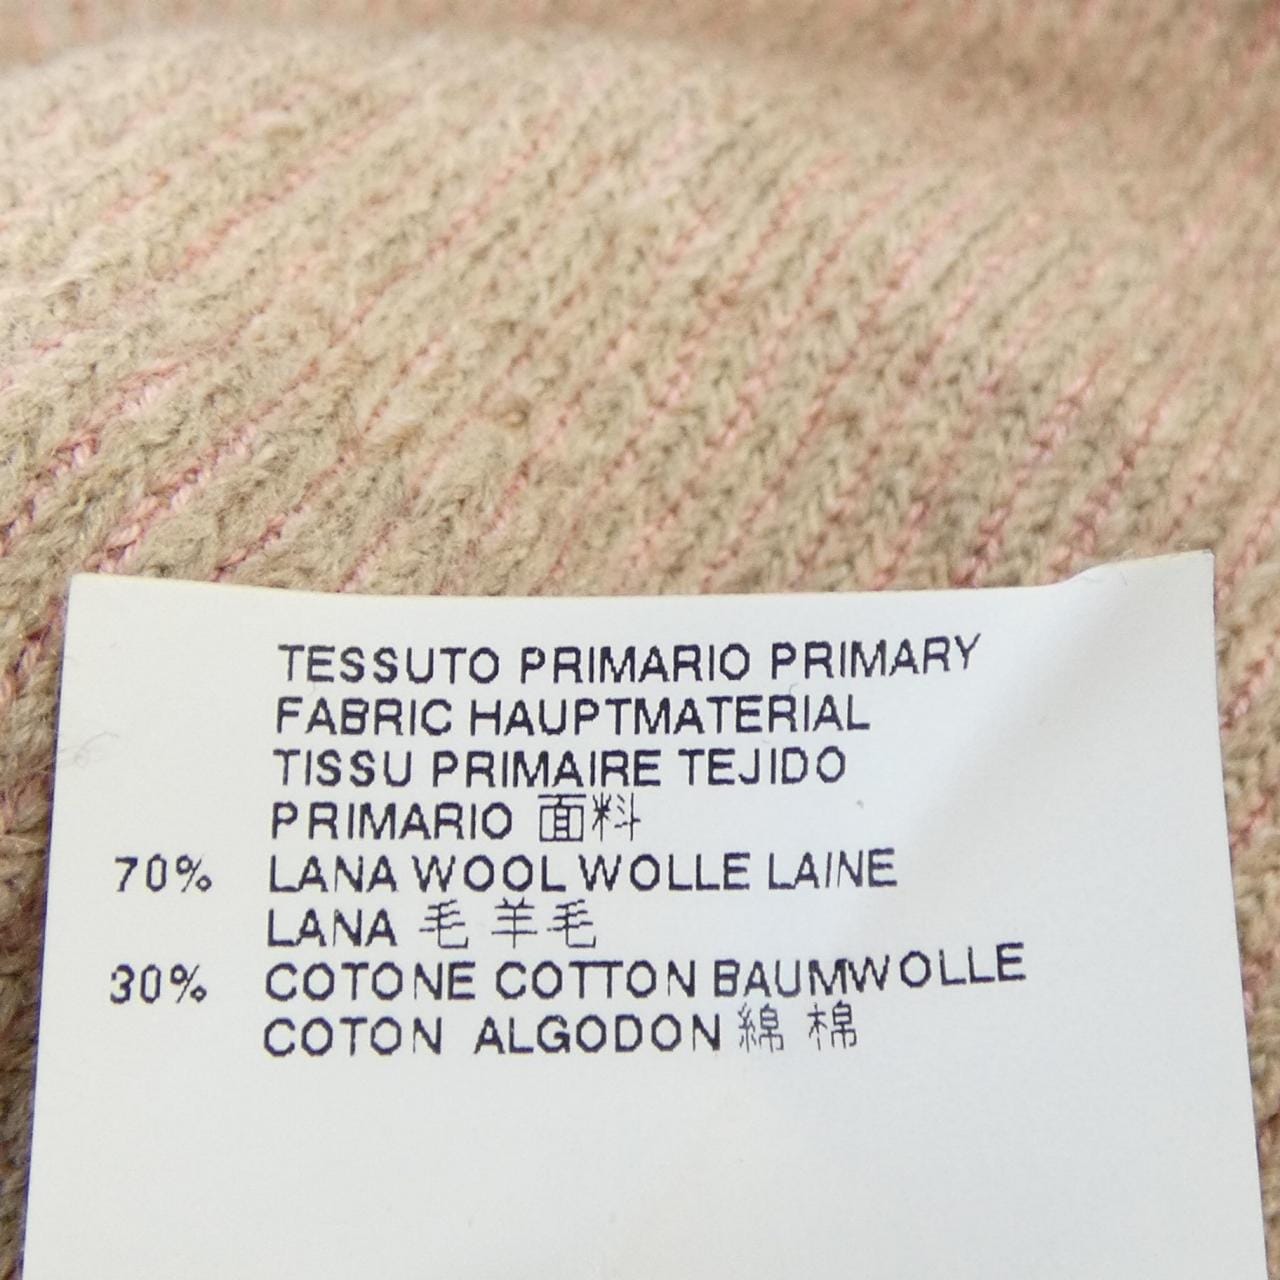 TESSUTO PRIMARIO PRIMARY
FABRIC HAUPTMATERIAL
TISSU PRIMAIRE TEJIDO
PRIMARIO 面料
70% LANA WOOL WOLLE LAINE
LANA 毛 羊毛
30% COTONE COTTON BAUMWOLLE
COTON ALGODON 綿 棉